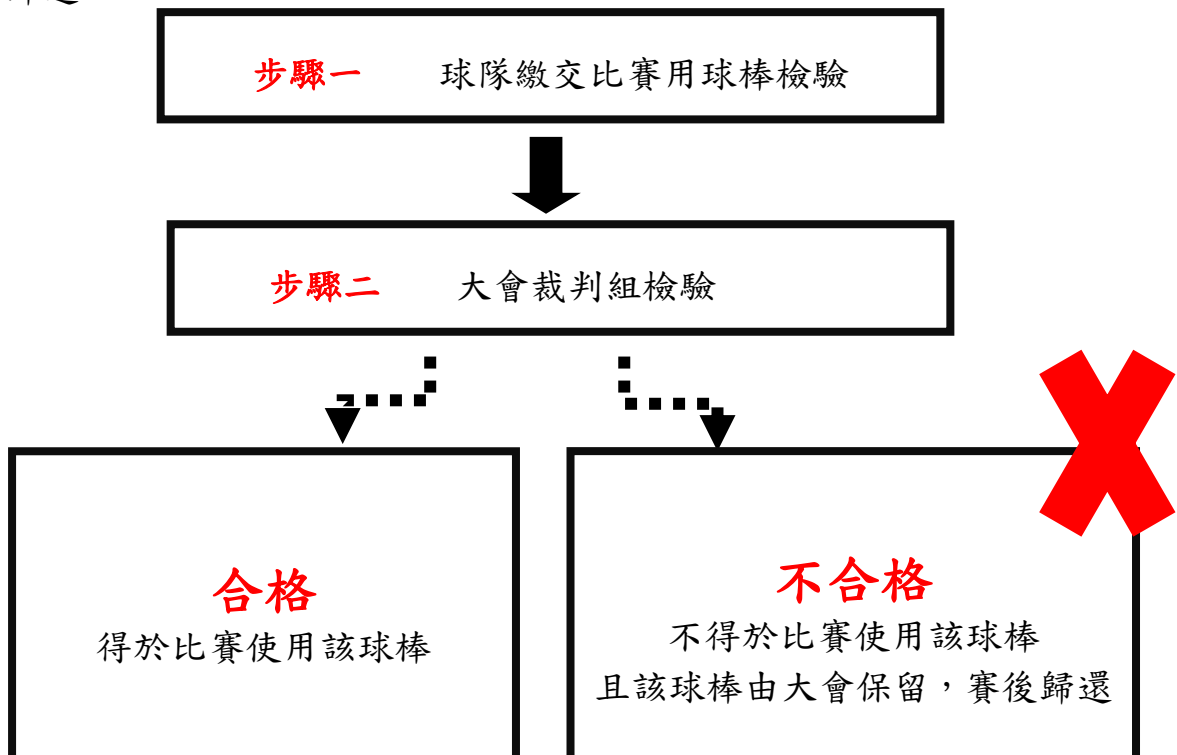 步驟一 球隊繳交比賽用球棒檢驗
步驟二 大會裁判組檢驗
合格
得於比賽使用該球棒
不合格
不得於比賽使用該球棒
且該球棒由大會保留，賽後歸還